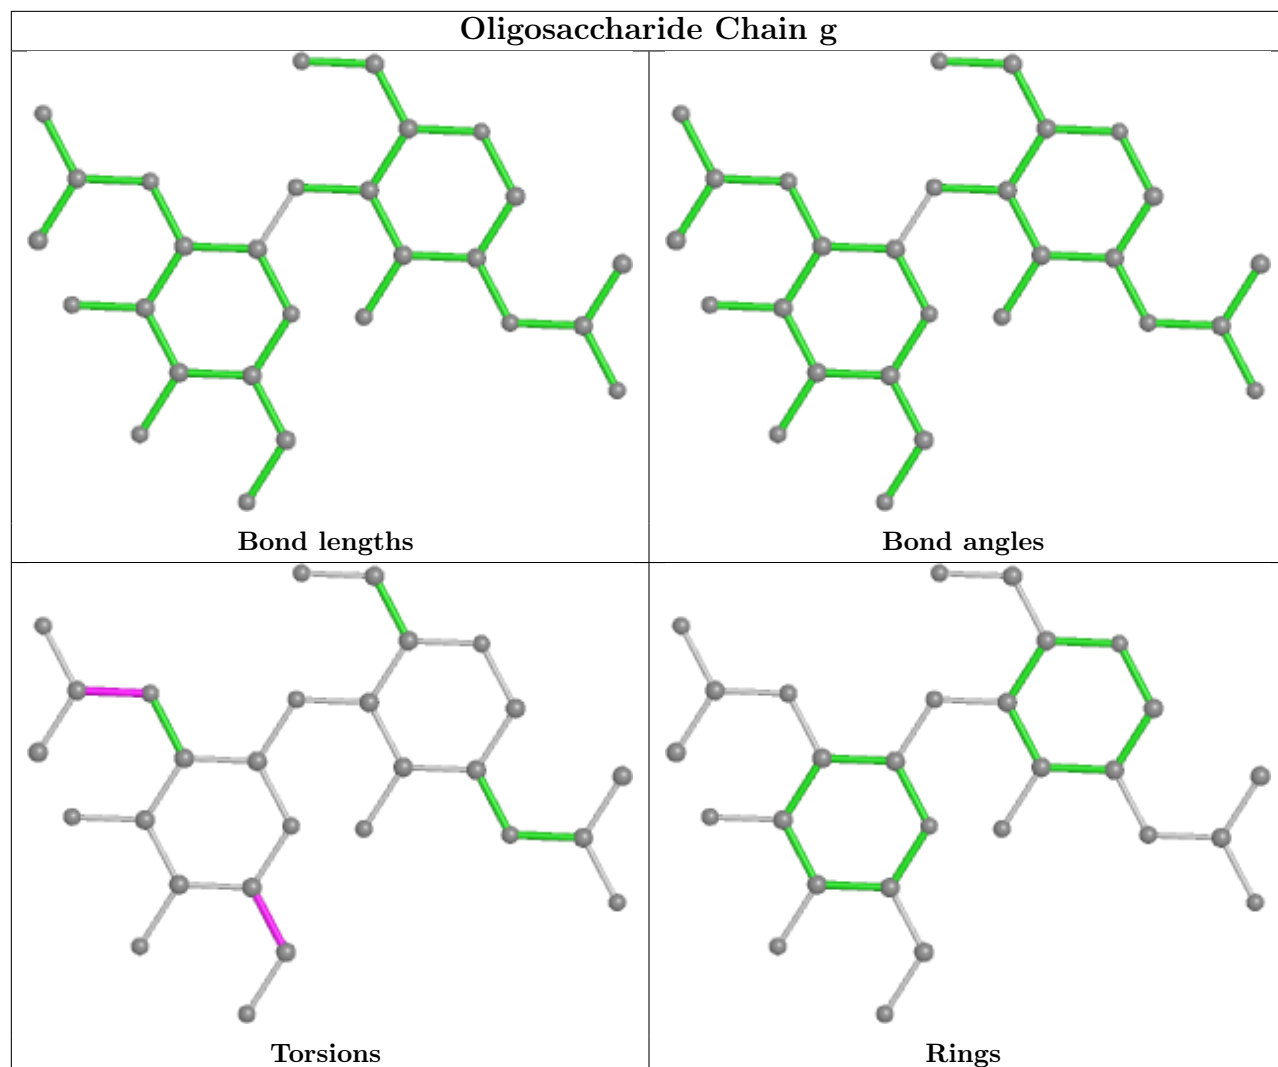 Oligosaccharide Chain g
Bond lengths
Bond angles
Torsions
Rings